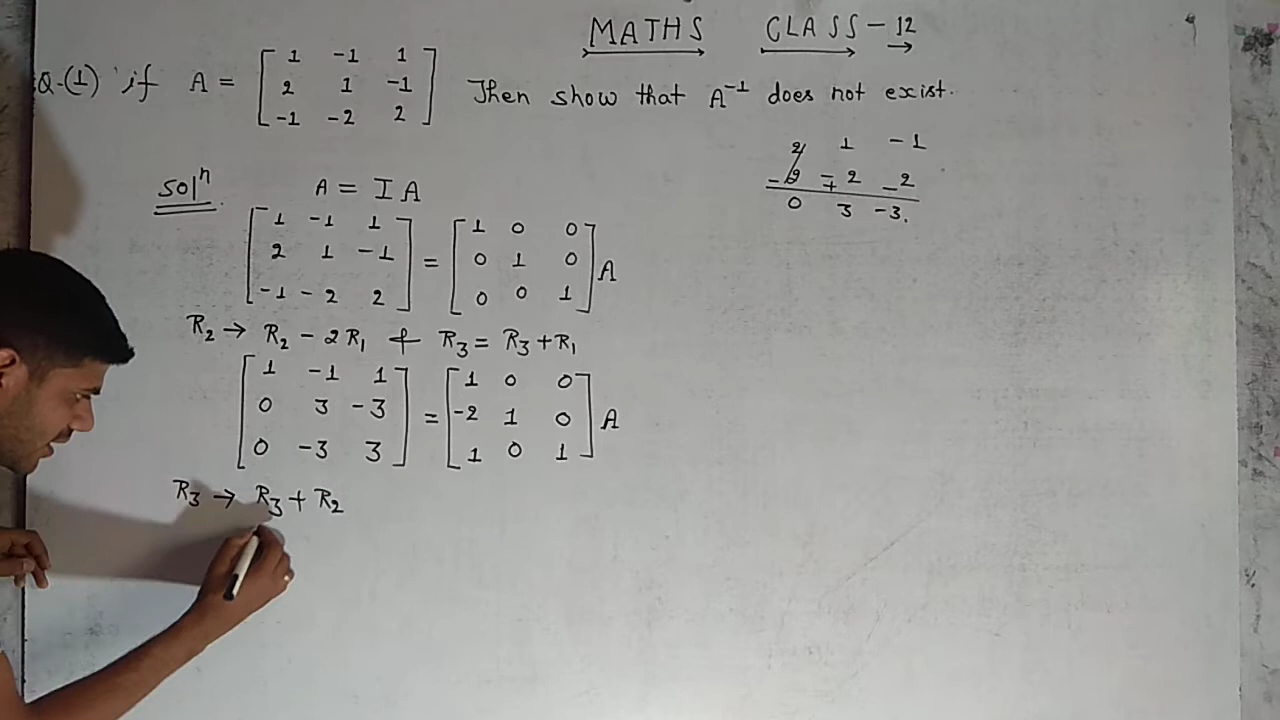 MATHS CLASS - 12
Q-(1) if A = [ 1 -1 1 Then show that A⁻¹ does not exist.
2 1 -1
-1 -2 2 ]
2 1 -1
- 2 -+ 2 - 2
0 3 -3.
Solⁿ. A = I A
[ 1 -1 1 ] = [ 1 0 0 ] A
2 1 -1 0 1 0
-1 -2 2 0 0 1
R₂ → R₂ - 2R₁ & R₃ = R₃ + R₁
[ 1 -1 1 ] = [ 1 0 0 ] A
0 3 -3 -2 1 0
0 -3 3 1 0 1
R₃ → R₃ + R₂